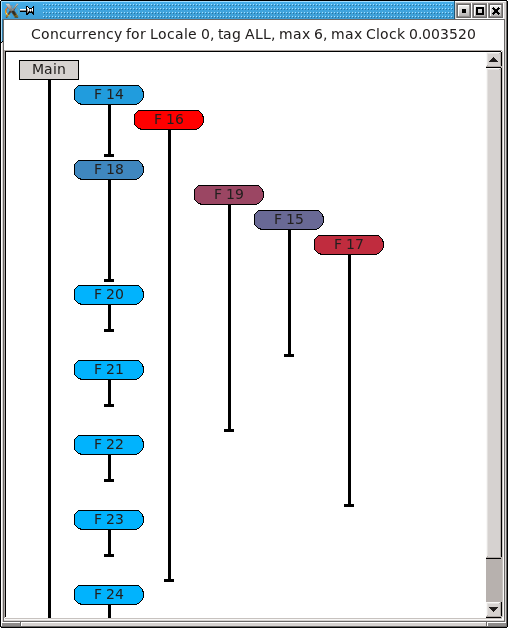 Concurrency for Locale 0, tag ALL, max 6, max Clock 0.003520
Main
F 14
F 16
F 18
F 19
F 15
F 17
F 20
F 21
F 22
F 23
F 24